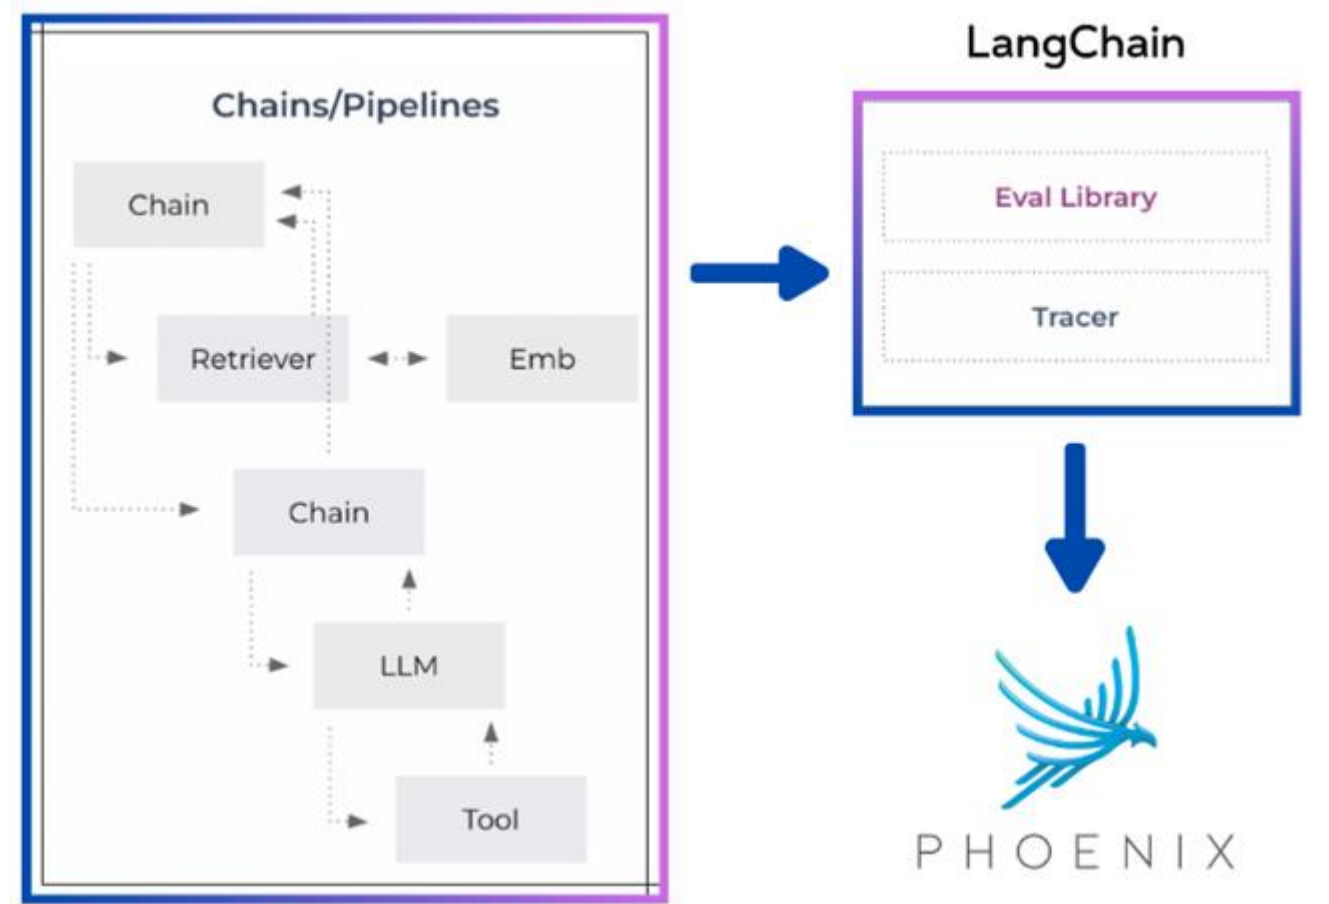 Chains/Pipelines
Chain
Retriever
Emb
Chain
LLM
Tool
LangChain
Eval Library
Tracer
PHOENIX